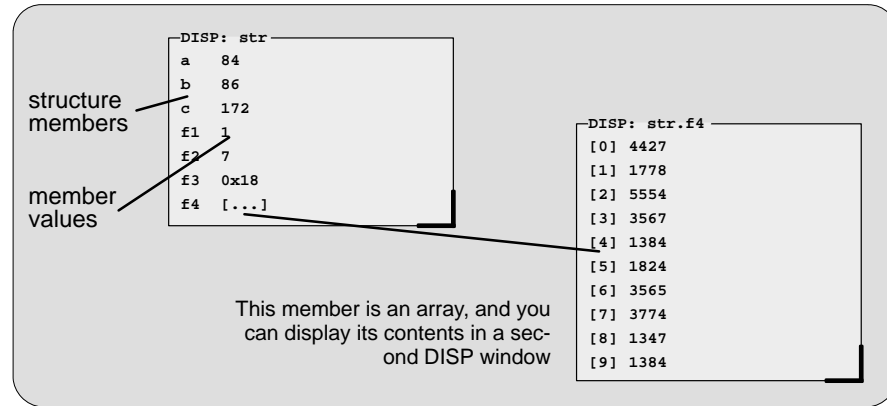 DISP: str
a 84
b 86
c 172
f1 1
f2 7
f3 0x18
f4 [...]
structure
members
member
values
DISP: str.f4
[0] 4427
[1] 1778
[2] 5554
[3] 3567
[4] 1384
[5] 1824
[6] 3565
[7] 3774
[8] 1347
[9] 1384
This member is an array, and you
can display its contents in a sec-
ond DISP window